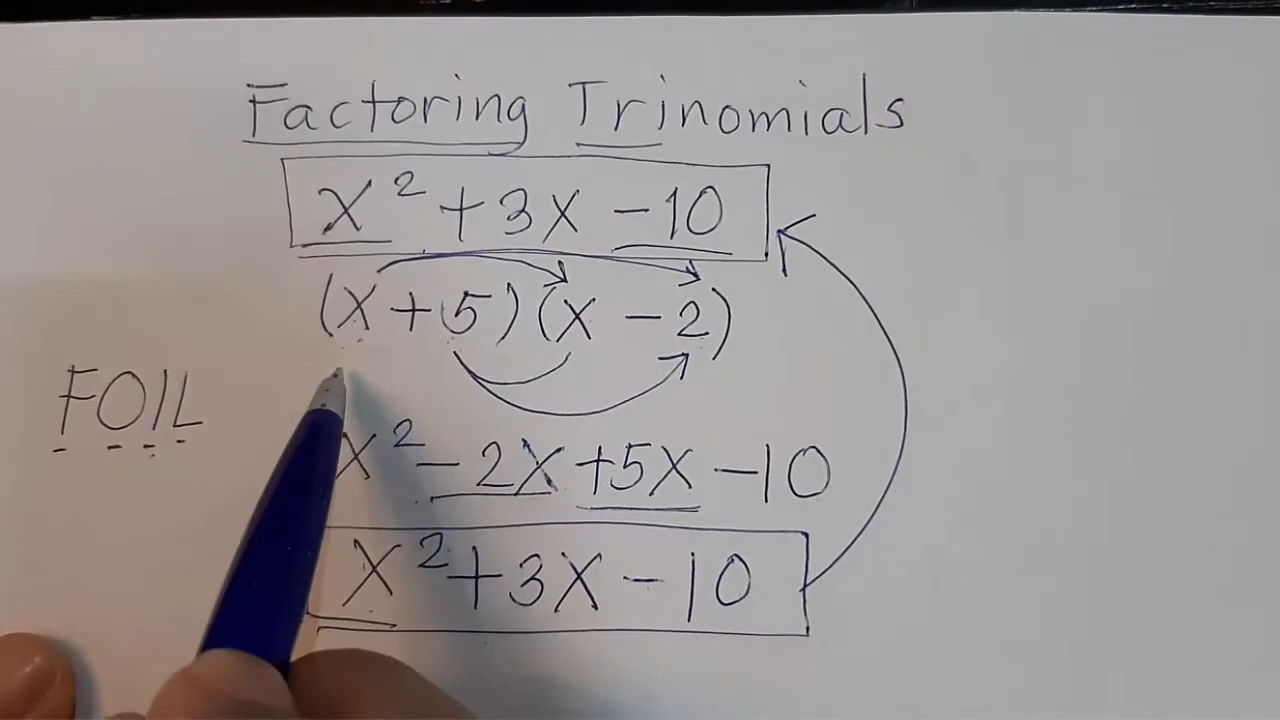 Factoring Trinomials
x² + 3x - 10
(x + 5)(x - 2)
FOIL
x² - 2x + 5x - 10
x² + 3x - 10